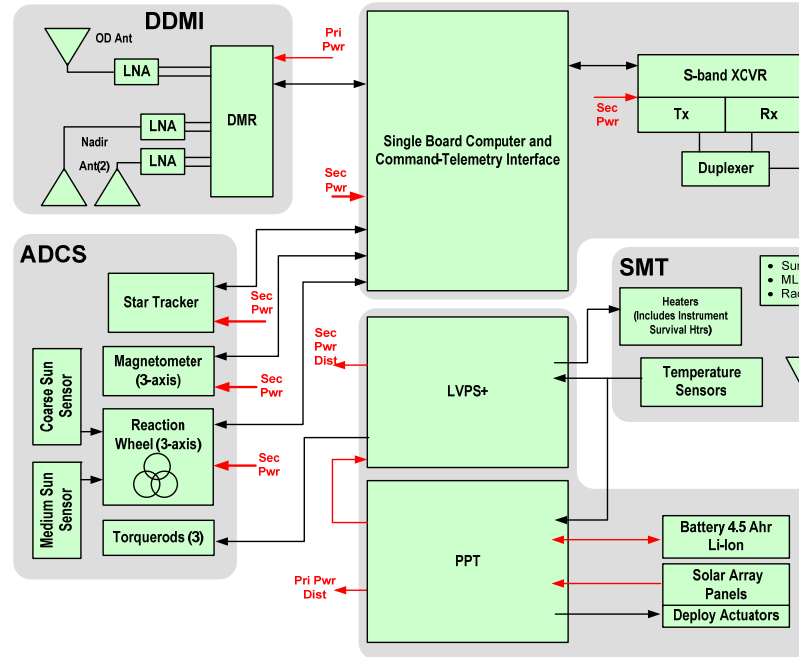 DDMI
OD Ant
LNA
LNA
LNA
Nadir
Ant(2)
DMR
Pri
Pwr
Sec
Pwr
Single Board Computer and
Command-Telemetry Interface
S-band XCVR
Tx
Rx
Sec
Pwr
Duplexer
ADCS
Star Tracker
Sec
Pwr
Magnetometer
(3-axis)
Sec
Pwr
Coarse Sun
Sensor
Reaction
Wheel (3-axis)
Sec
Pwr
Medium Sun
Sensor
Torquerods (3)
Sec
Pwr
Dist
LVPS+
SMT
Heaters
(Includes Instrument
Survival Htrs)
Temperature
Sensors
PPT
Pri Pwr
Dist
Battery 4.5 Ahr
Li-Ion
Solar Array
Panels
Deploy Actuators